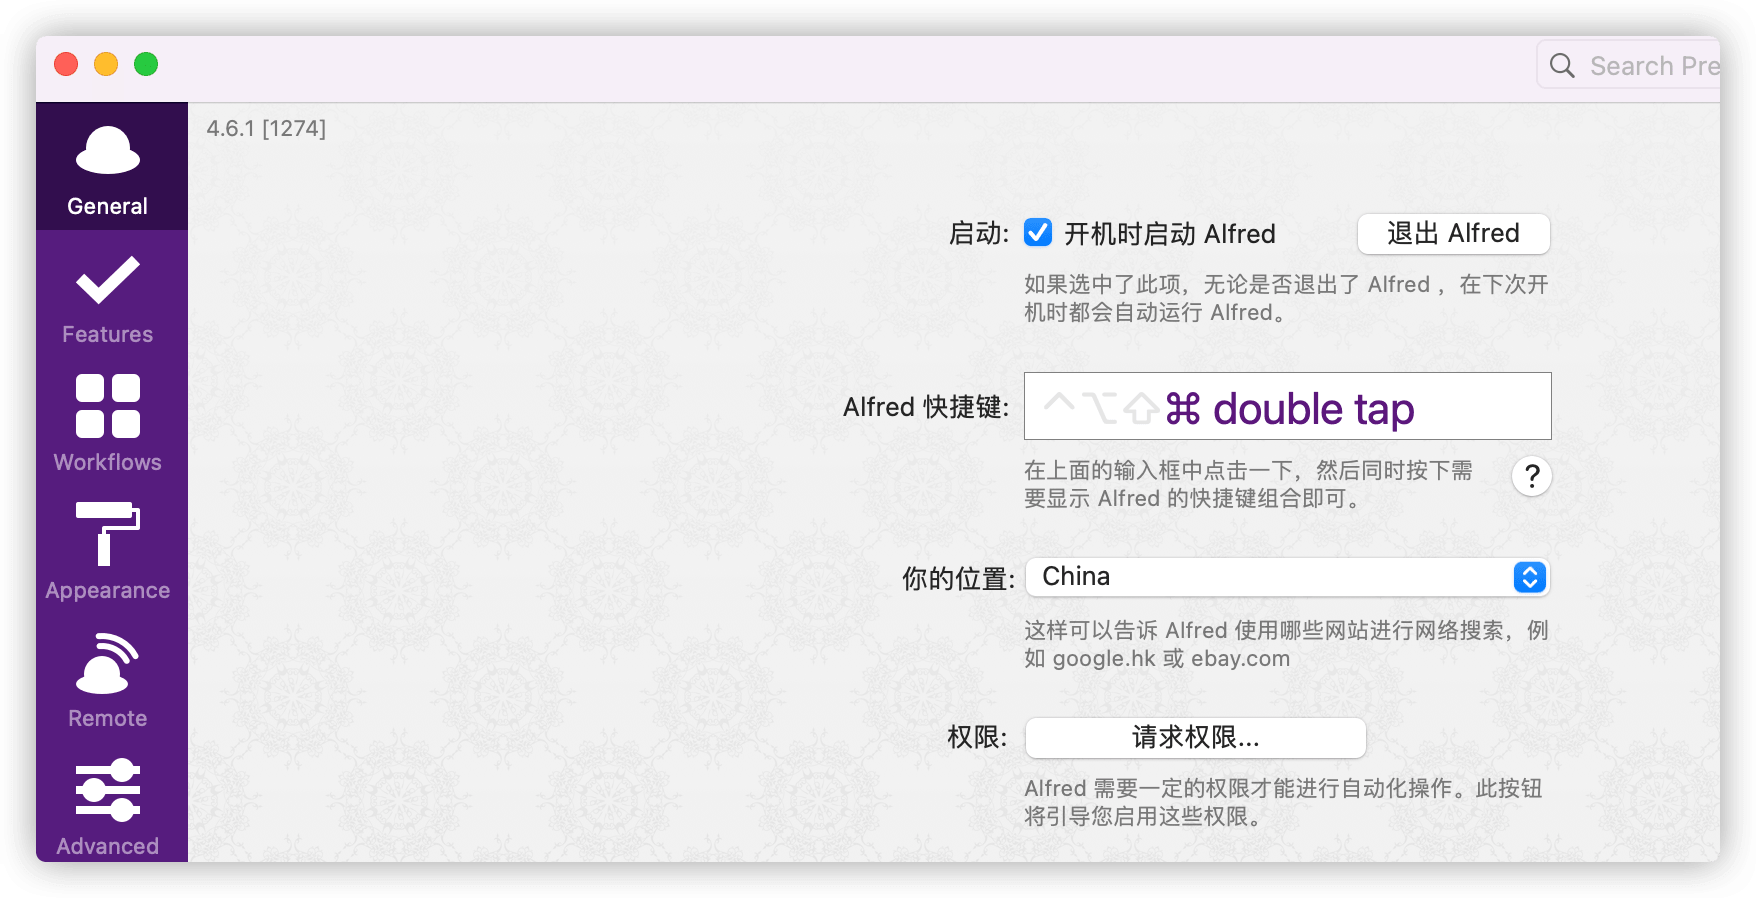 Search Pre
4.6.1 [1274]
General
Features
Workflows
Appearance
Remote
Advanced
启动:
开机时启动 Alfred
退出 Alfred
如果选中了此项，无论是否退出了 Alfred ，在下次开
机时都会自动运行 Alfred。
Alfred 快捷键:
^⌥⇧⌘ double tap
在上面的输入框中点击一下，然后同时按下需
要显示 Alfred 的快捷键组合即可。
?
你的位置:
China
这样可以告诉 Alfred 使用哪些网站进行网络搜索，例
如 google.hk 或 ebay.com
权限:
请求权限...
Alfred 需要一定的权限才能进行自动化操作。此按钮
将引导您启用这些权限。